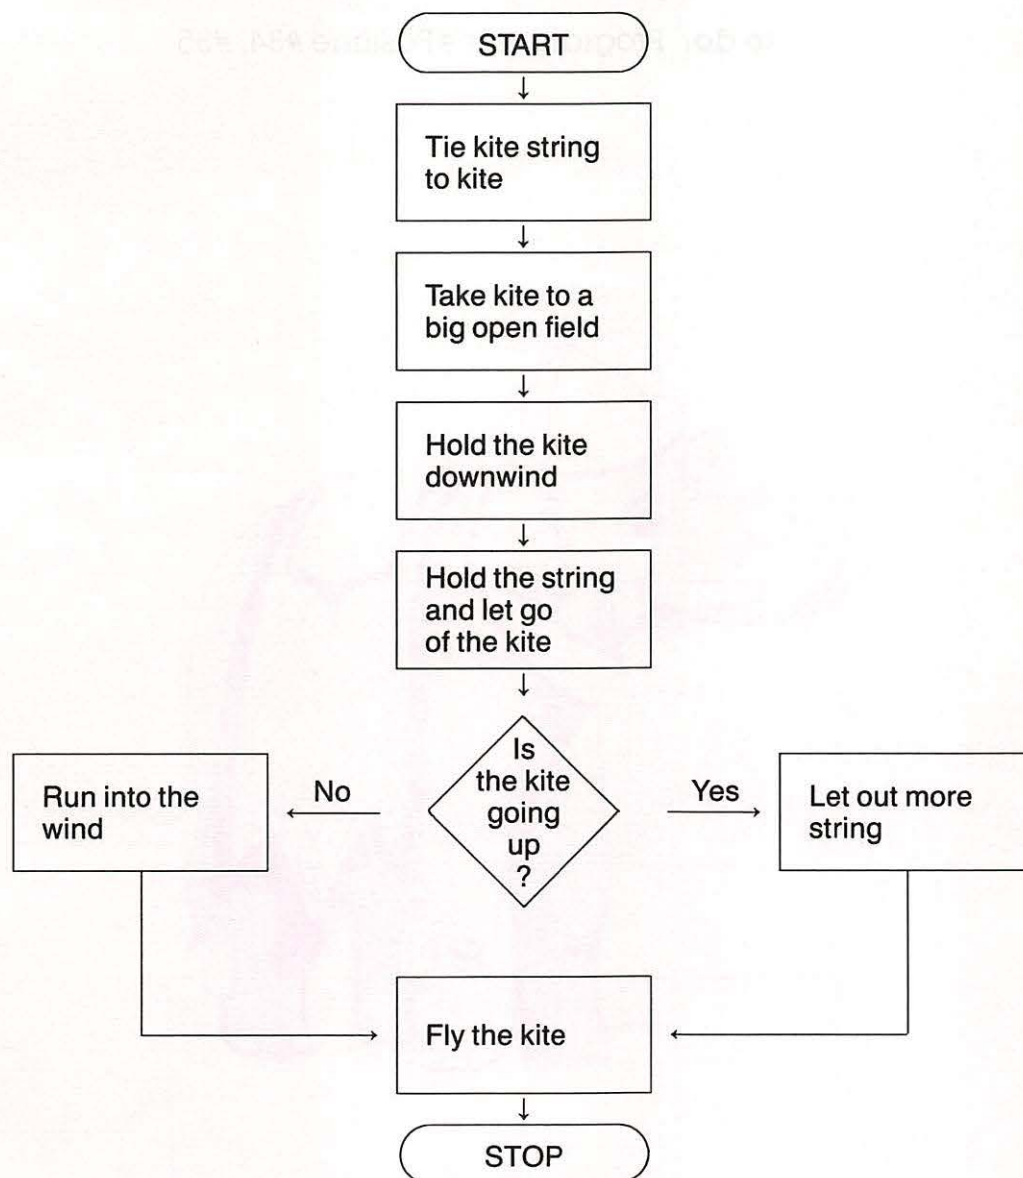 START
Tie kite string
to kite
Take kite to a
big open field
Hold the kite
downwind
Hold the string
and let go
of the kite
Is
the kite
going
up
?
No
Run into the
wind
Yes
Let out more
string
Fly the kite
STOP